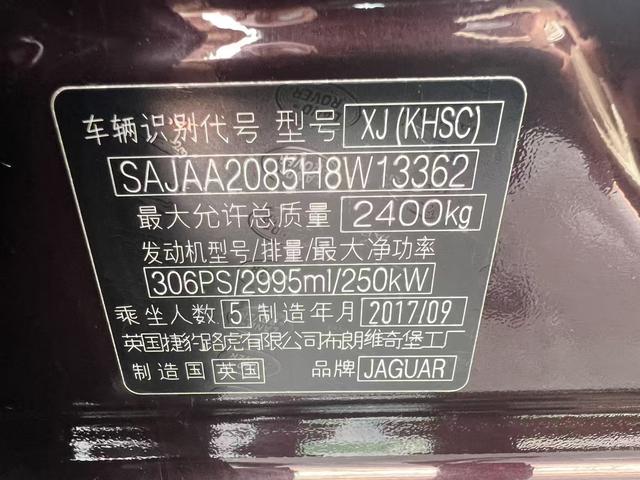 车辆识别代号 型号 XJ(KHSC)
SAJAA2085H8W13362
最大允许总质量 2400kg
发动机型号/排量/最大净功率
306PS/2995ml/250kW
乘坐人数 5 制造年月 2017/09
英国捷豹路虎有限公司布朗维奇堡工厂
制造国 英国 品牌 JAGUAR